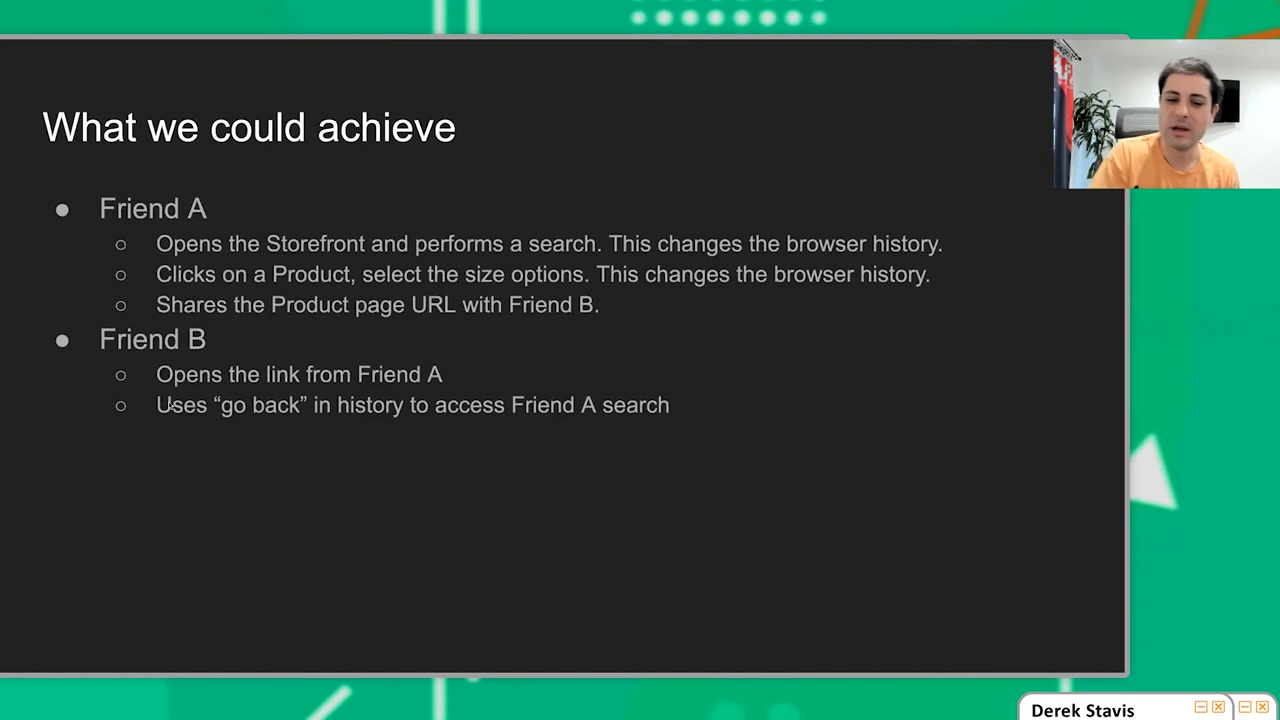 What we could achieve
● Friend A
○ Opens the Storefront and performs a search. This changes the browser history.
○ Clicks on a Product, select the size options. This changes the browser history.
○ Shares the Product page URL with Friend B.
● Friend B
○ Opens the link from Friend A
○ Uses “go back” in history to access Friend A search
Derek Stavis